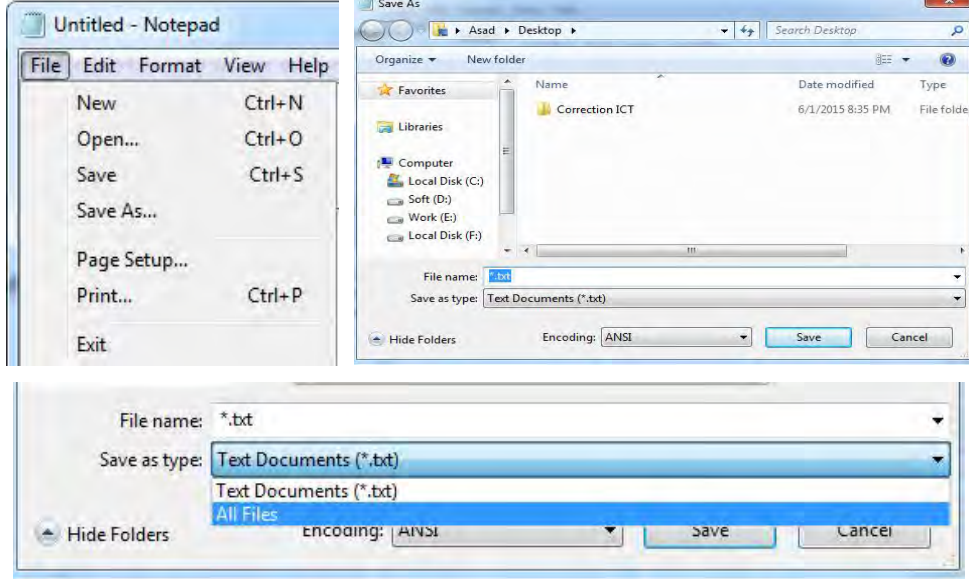 Untitled - Notepad
File Edit Format View Help
New Ctrl+N
Open... Ctrl+O
Save Ctrl+S
Save As...
Page Setup...
Print... Ctrl+P
Exit
Save As
Asad Desktop
Search Desktop
Organize New folder
Favorites
Libraries
Computer
Local Disk (C:)
Soft (D:)
Work (E:)
Local Disk (F:)
Name Date modified Type
Correction ICT 6/1/2015 8:35 PM File folde
File name: *.txt
Save as type: Text Documents (*.txt)
Hide Folders Encoding: ANSI Save Cancel
File name: *.txt
Save as type: Text Documents (*.txt)
Text Documents (*.txt)
All Files
Hide Folders Encoding: ANSI Save Cancel